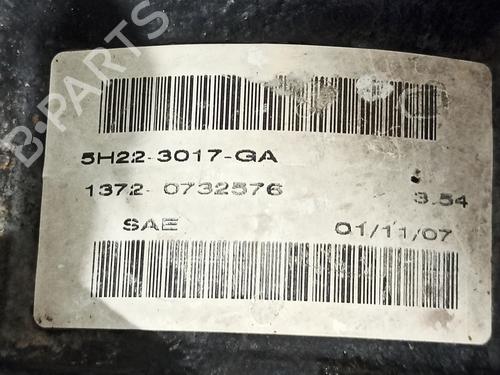 B-PARTS
5H22-3017-GA
1372- 0732576
3.54
SAE
01/11/07